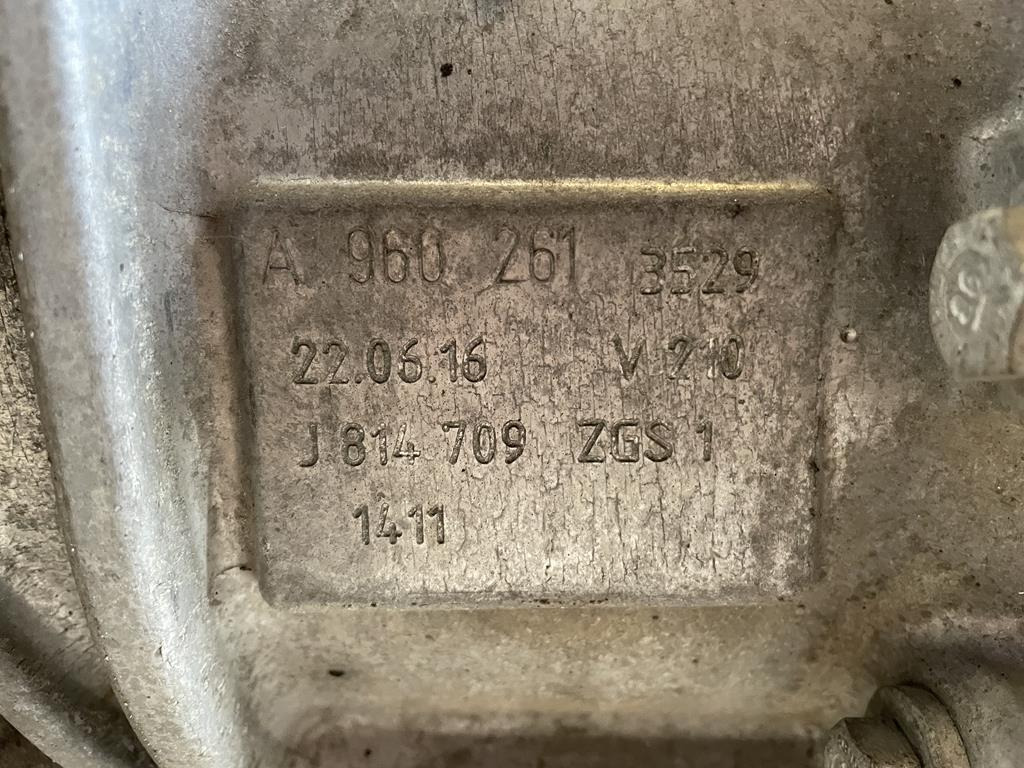 A 960 261 3529
22.06.16 V 210
J 814 709 ZGS 1
1411